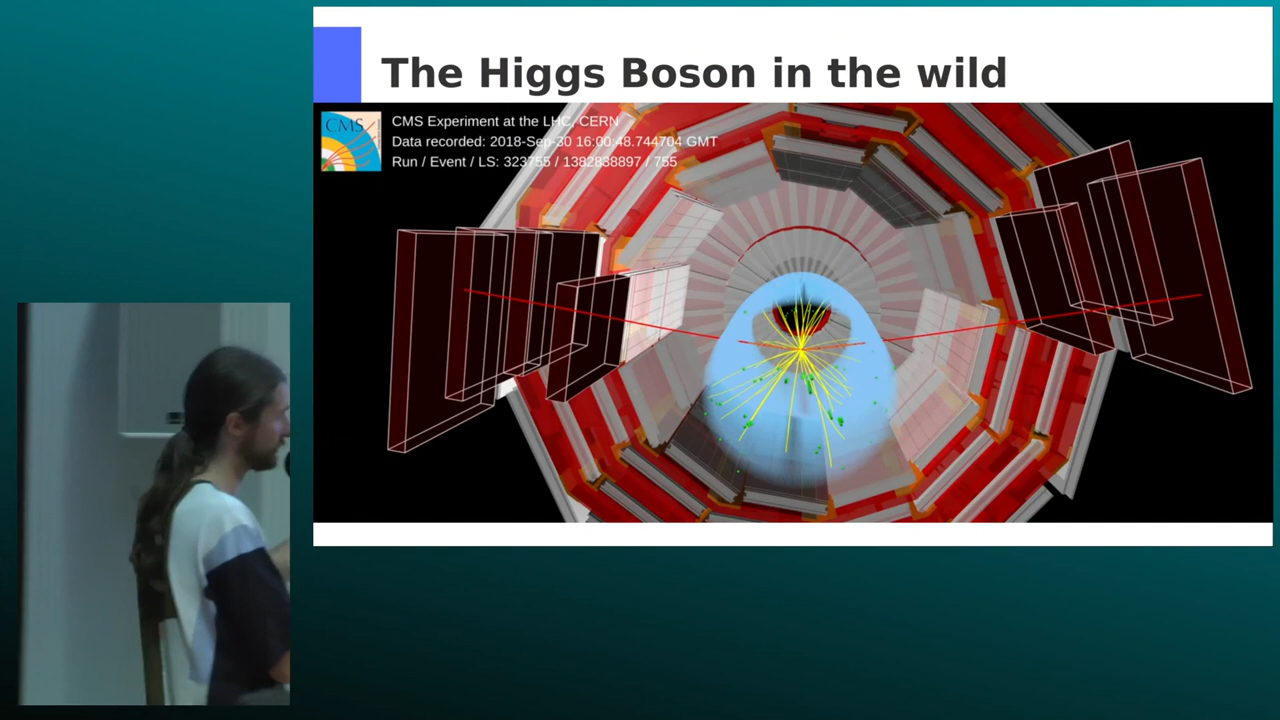 The Higgs Boson in the wild
CMS
CMS Experiment at the LHC, CERN
Data recorded: 2018-Sep-30 16:00:48.744704 GMT
Run / Event / LS: 323755 / 1382838897 / 755